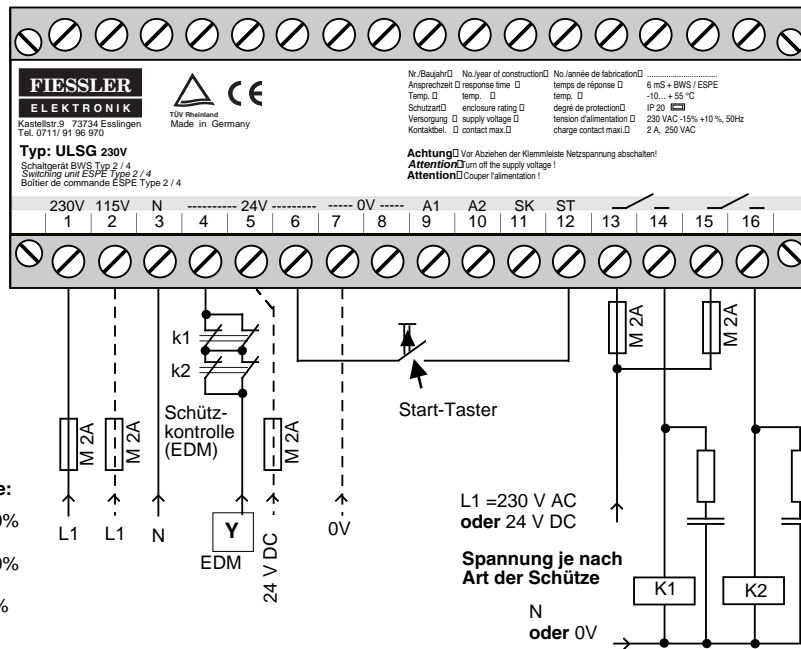 FIESSLER
ELEKTRONIK
Kastellstr.9 73734 Esslingen
Tel. 0711/ 91 96 970
TÜV Rheinland
CE
Made in Germany
Typ: ULSG 230V
Schaltgerät BWS Typ 2 / 4
Switching unit ESPE Type 2 / 4
Boîtier de commande ESPE Type 2 / 4
Nr./Baujahr No./year of construction No./année de fabrication ........................
Ansprechzeit response time temps de réponse 6 mS + BWS / ESPE
Temp. temp. temp. -10... + 55 °C
Schutzart enclosure rating degré de protection IP 20
Versorgung supply voltage tension d'alimentation 230 VAC -15% +10 %, 50Hz
Kontaktbel. contact max. charge contact maxi. 2 A, 250 VAC
Achtung Vor Abziehen der Klemmleiste Netzspannung abschalten!
Attention Turn off the supply voltage !
Attention Couper l'alimentation !
230V 115V N ---------- 24V --------- ----- 0V ----- A1 A2 SK ST
1 2 3 4 5 6 7 8 9 10 11 12 13 14 15 16
k1
k2
Schütz-
kontrolle
(EDM)
Start-Taster
M 2A
M 2A
M 2A
M 2A
M 2A
e:
0%
0%
%
L1
L1
N
Y
EDM
24 V DC
0V
L1 =230 V AC
oder 24 V DC
Spannung je nach
Art der Schütze
N
oder 0V
K1
K2